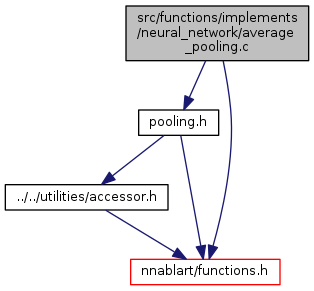 src/functions/implements
/neural_network/average
_pooling.c
pooling.h
../../utilities/accessor.h
nnablart/functions.h